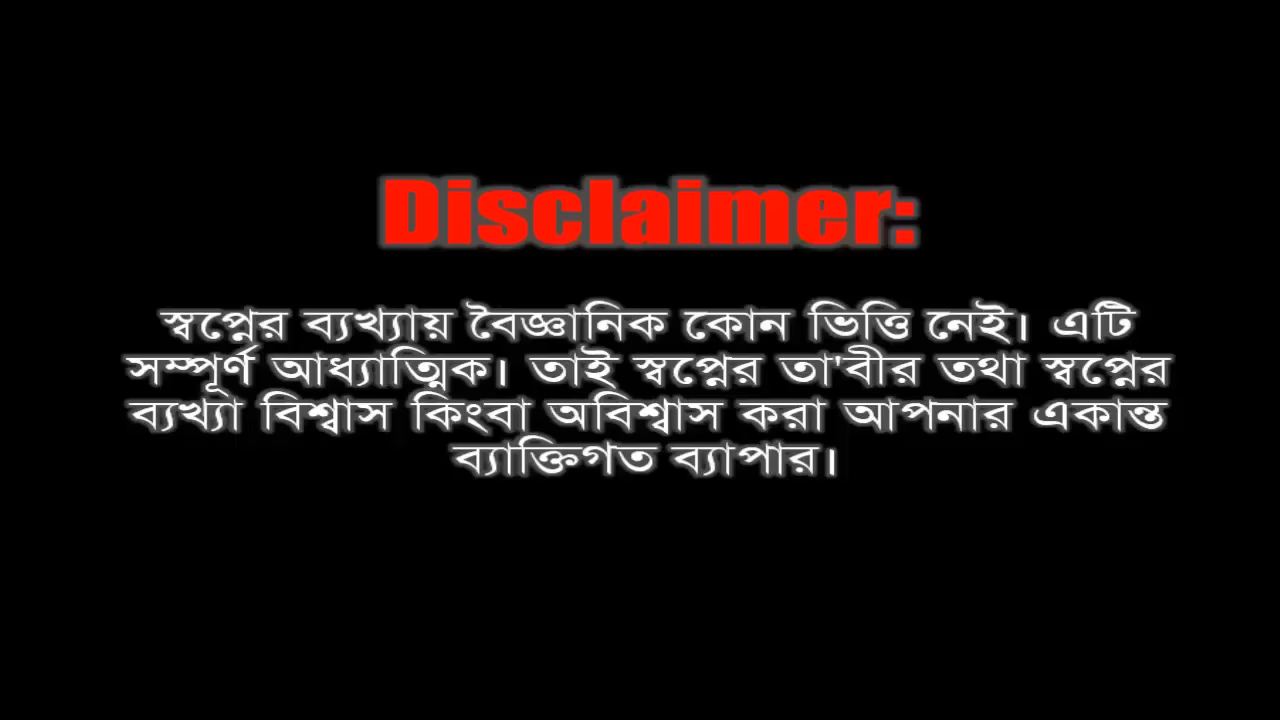 Disclaimer:
স্বপ্নের ব্যখ্যায় বৈজ্ঞানিক কোন ভিত্তি নেই। এটি
সম্পূর্ণ আধ্যাত্মিক। তাই স্বপ্নের তা'বীর তথা স্বপ্নের
ব্যখ্যা বিশ্বাস কিংবা অবিশ্বাস করা আপনার একান্ত
ব্যাক্তিগত ব্যাপার।